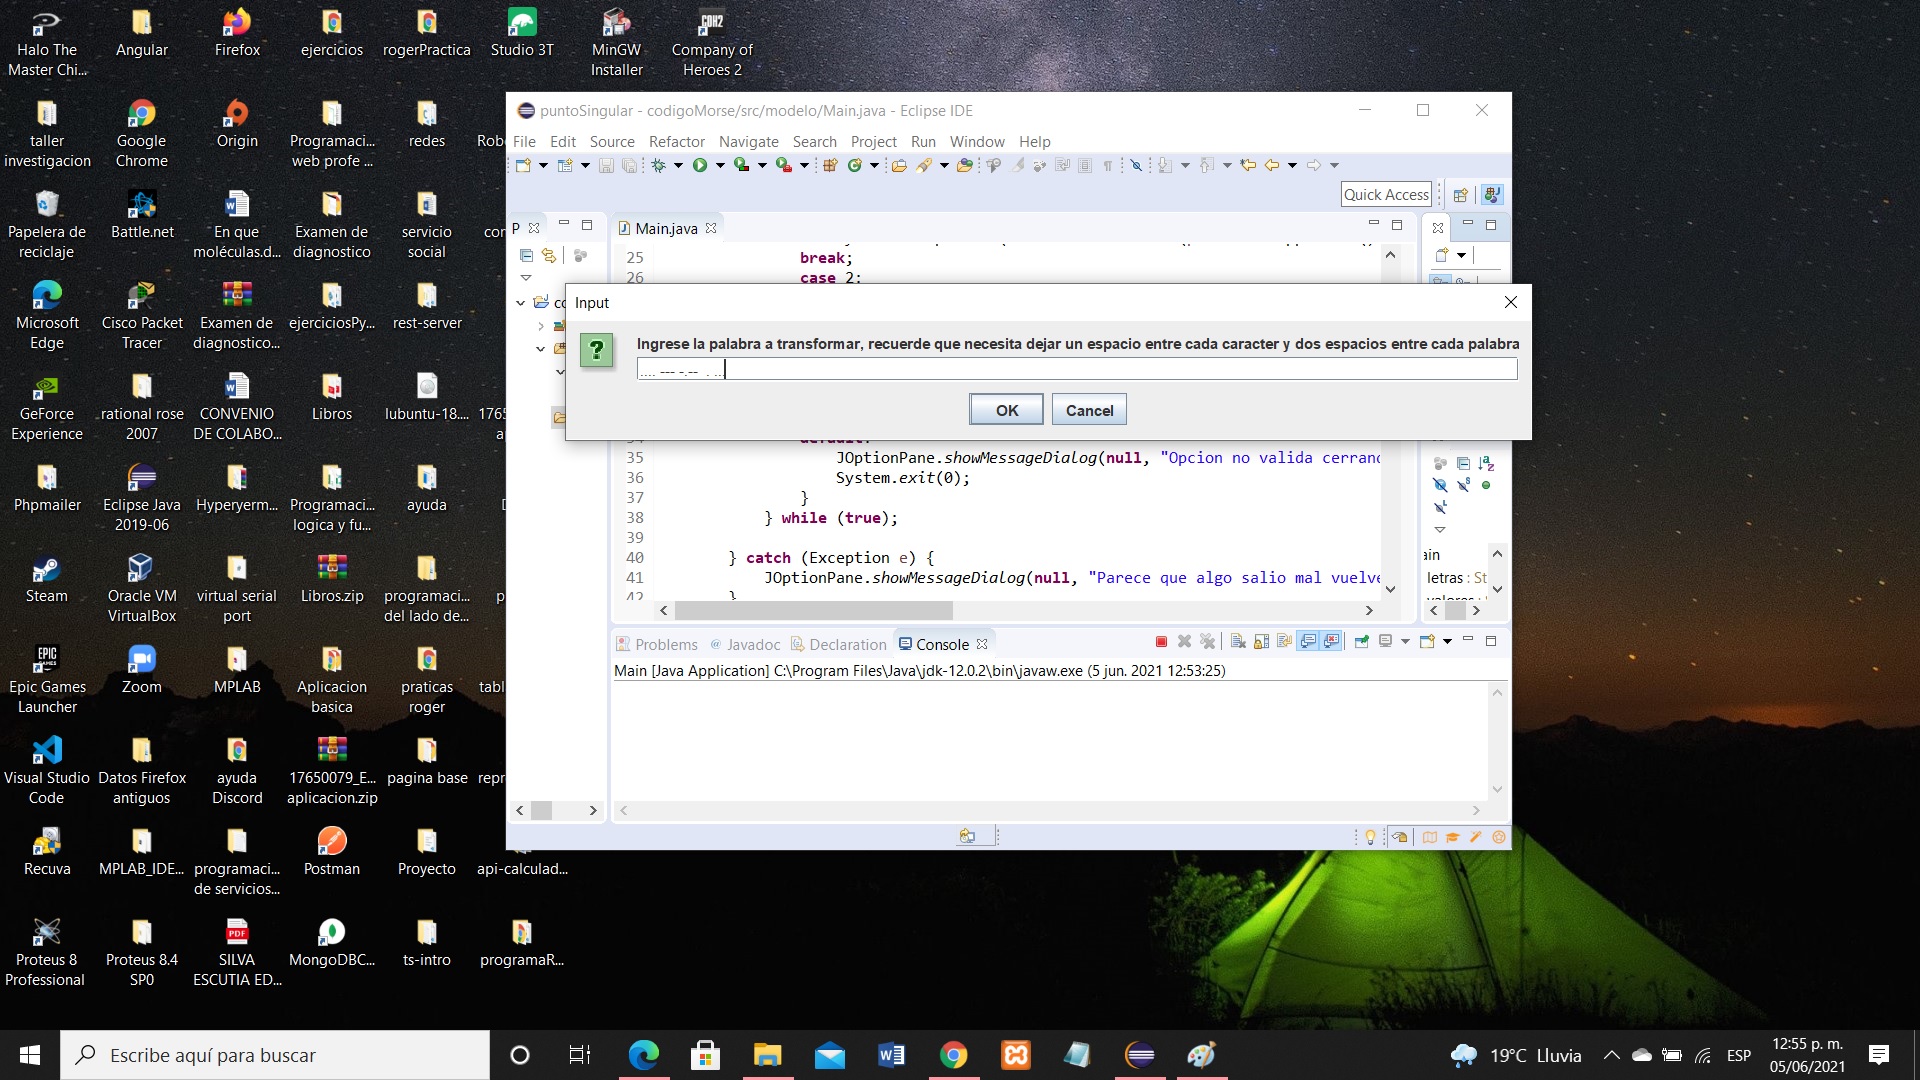 Halo The
Master Chi...
Angular
Firefox
ejercicios
rogerPractica
Studio 3T
MinGW
Installer
Company of
Heroes 2
taller
investigacion
Google
Chrome
Origin
Programaci...
web profe ...
redes
Papelera de
reciclaje
Battle.net
En que
moléculas.d...
Examen de
diagnostico
servicio
social
Microsoft
Edge
Cisco Packet
Tracer
Examen de
diagnostico...
ejerciciosPy...
rest-server
GeForce
Experience
rational rose
2007
CONVENIO
DE COLABO...
Libros
lubuntu-18....
Phpmailer
Eclipse Java
2019-06
Hyperyerm...
Programaci...
logica y fu...
ayuda
Steam
Oracle VM
VirtualBox
virtual serial
port
Libros.zip
programaci...
del lado de...
Epic Games
Launcher
Zoom
MPLAB
Aplicacion
basica
praticas
roger
Visual Studio
Code
Datos Firefox
antiguos
ayuda
Discord
17650079_E...
aplicacion.zip
pagina base
Recuva
MPLAB_IDE...
programaci...
de servicios...
Postman
Proyecto
api-calculad...
Proteus 8
Professional
Proteus 8.4
SP0
SILVA
ESCUTIA ED...
MongoDBC...
ts-intro
programaR...
puntoSingular - codigoMorse/src/modelo/Main.java - Eclipse IDE
File Edit Source Refactor Navigate Search Project Run Window Help
Quick Access
P
Main.java
25 break;
26 case 2:
Input
Ingrese la palabra a transformar, recuerde que necesita dejar un espacio entre cada caracter y dos espacios entre cada palabra
.... --- -.-- . ...
OK Cancel
default:
35 JOptionPane.showMessageDialog(null, "Opcion no valida cerranc
36 System.exit(0);
37 }
38 } while (true);
39
40 } catch (Exception e) {
41 JOptionPane.showMessageDialog(null, "Parece que algo salio mal vuelve
42 }
ain
letras : St
Problems Javadoc Declaration Console
Main [Java Application] C:\Program Files\Java\jdk-12.0.2\bin\javaw.exe (5 jun. 2021 12:53:25)
Escribe aquí para buscar
19°C Lluvia
ESP
12:55 p. m.
05/06/2021